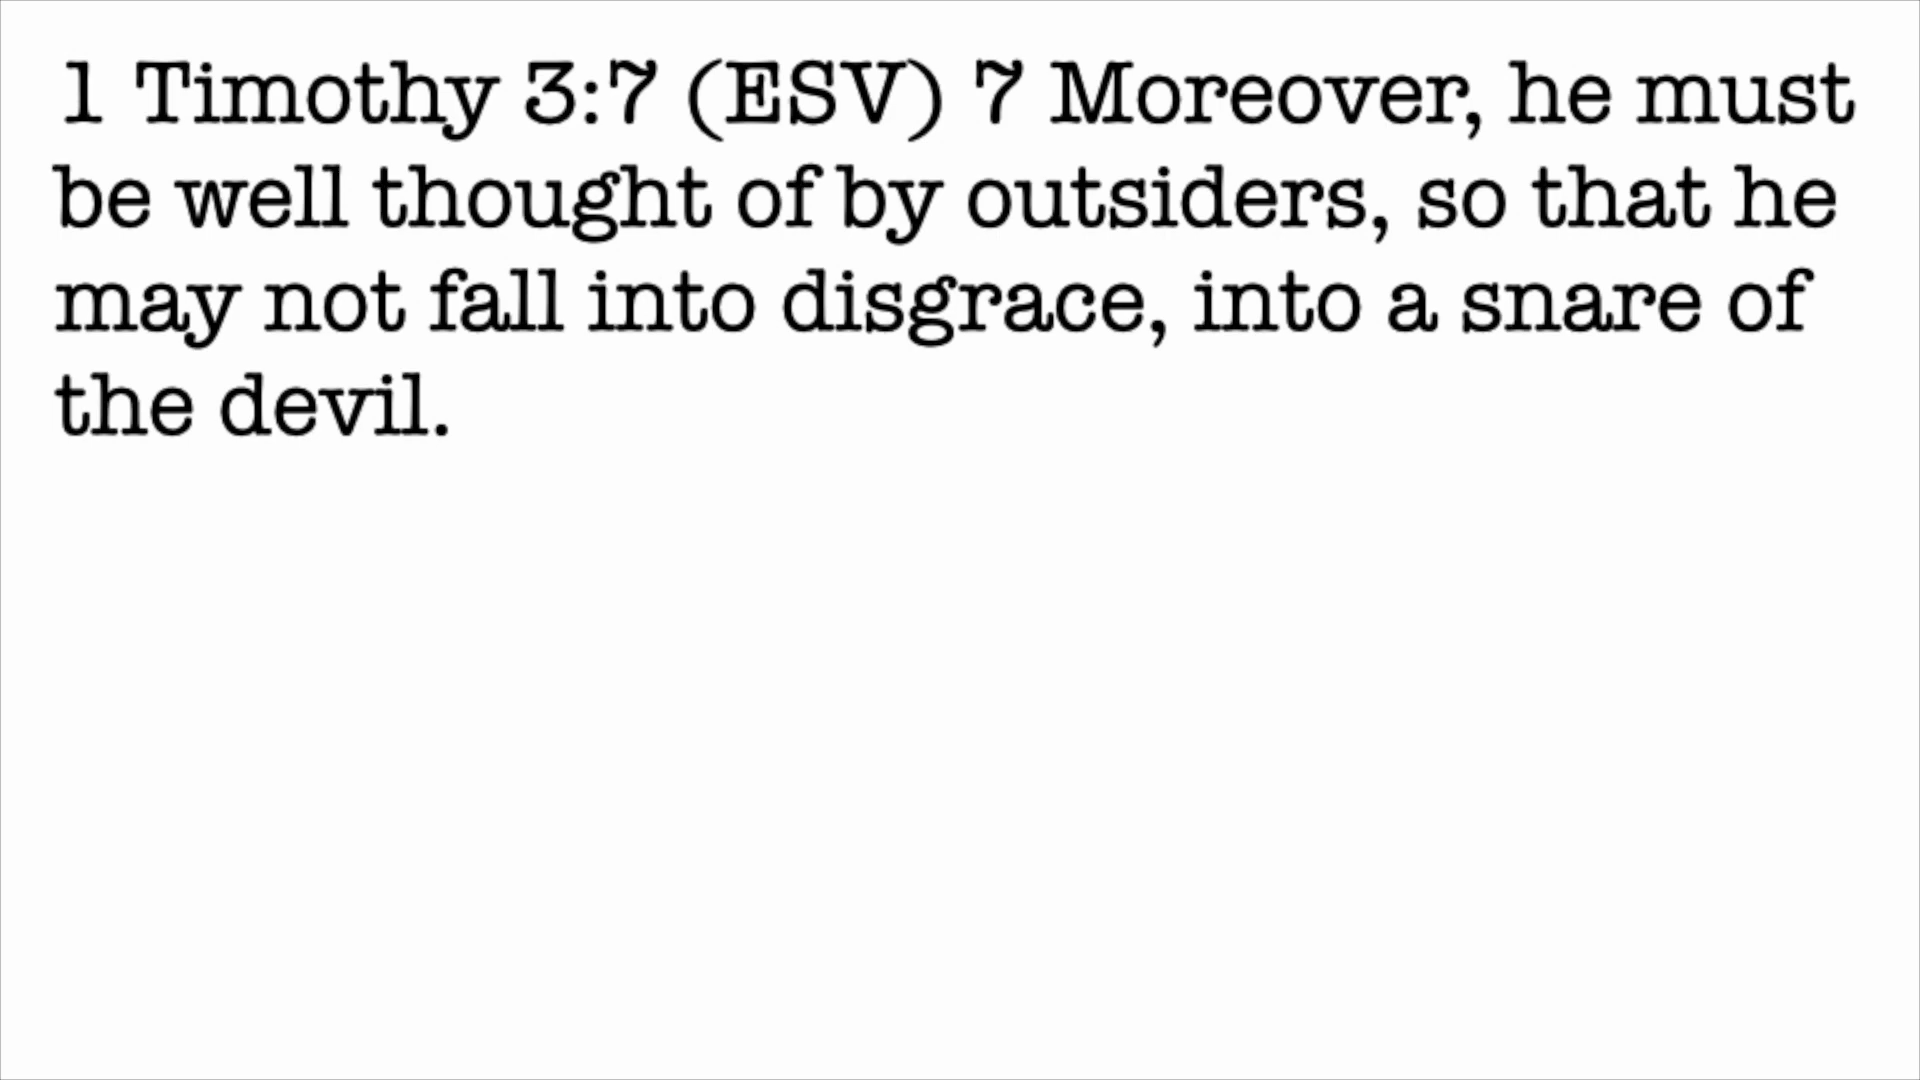 1 Timothy 3:7 (ESV) 7 Moreover, he must
be well thought of by outsiders, so that he
may not fall into disgrace, into a snare of
the devil.